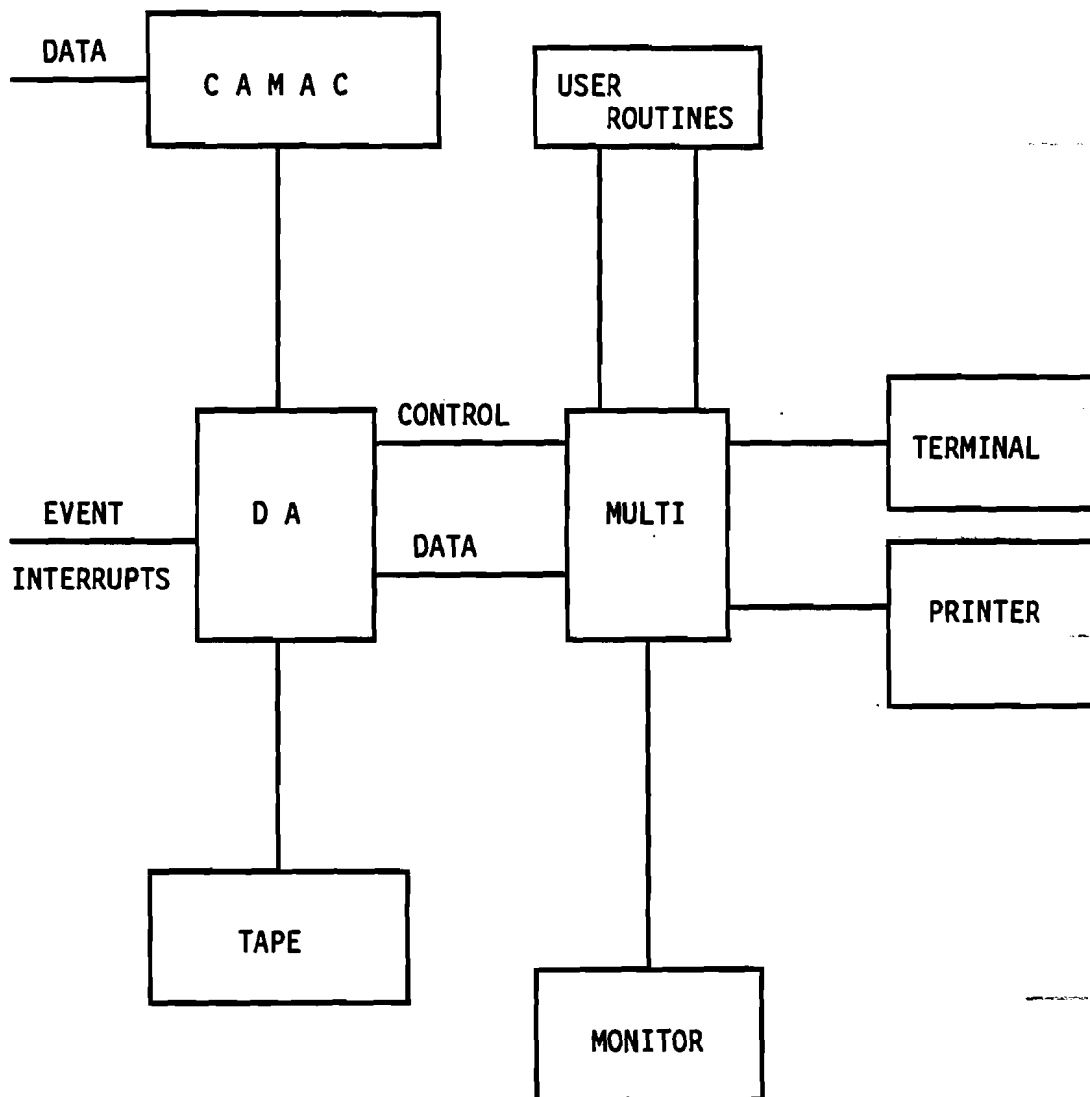 DATA
C A M A C
USER
ROUTINES
CONTROL
TERMINAL
EVENT
D A
MULTI
DATA
INTERRUPTS
PRINTER
TAPE
MONITOR